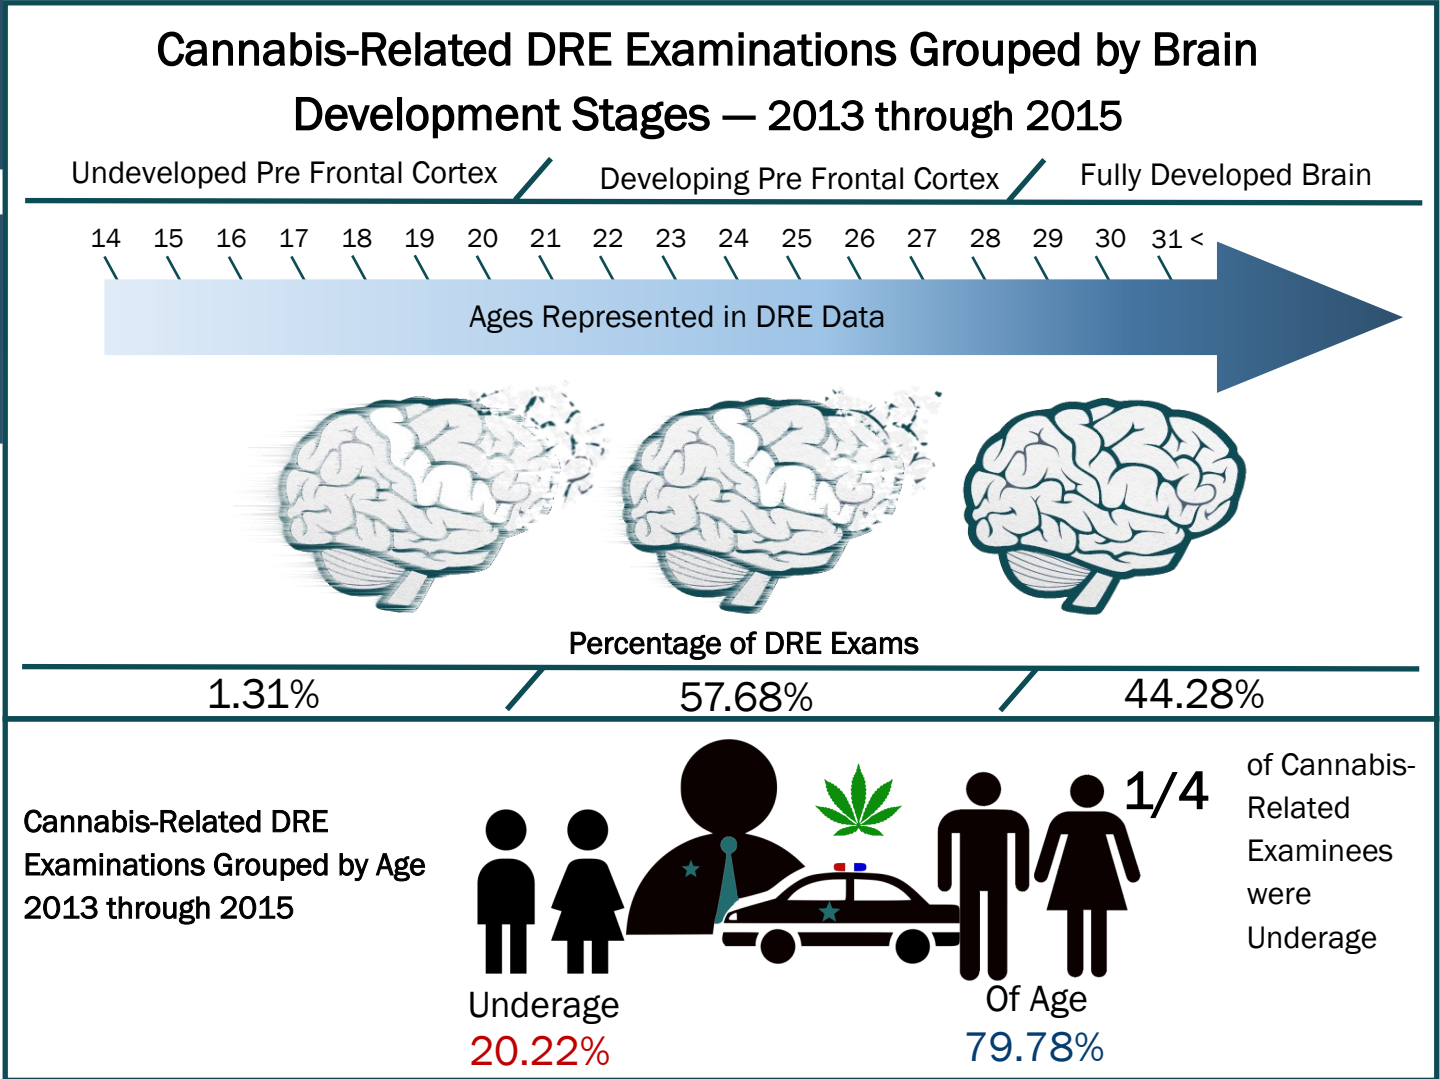 Cannabis-Related DRE Examinations Grouped by Brain
Development Stages — 2013 through 2015
Undeveloped Pre Frontal Cortex
Developing Pre Frontal Cortex
Fully Developed Brain
14 15 16 17 18 19 20 21 22 23 24 25 26 27 28 29 30 31 <
Ages Represented in DRE Data
Percentage of DRE Exams
1.31%
57.68%
44.28%
Cannabis-Related DRE
Examinations Grouped by Age
2013 through 2015
Underage
20.22%
Of Age
79.78%
1/4
of Cannabis-
Related
Examinees
were
Underage